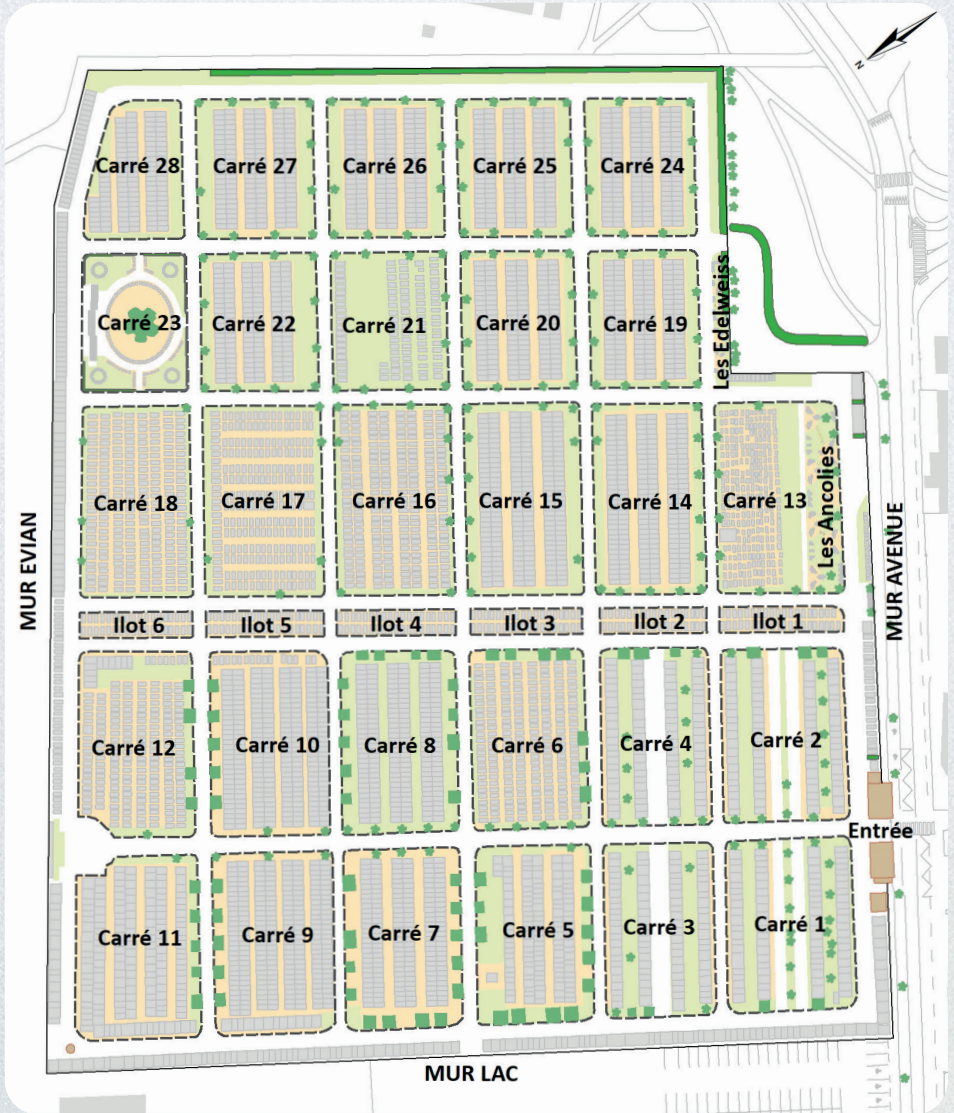 N
Carré 28
Carré 27
Carré 26
Carré 25
Carré 24
Carré 23
Carré 22
Carré 21
Carré 20
Carré 19
Les Edelweiss
Carré 18
Carré 17
Carré 16
Carré 15
Carré 14
Carré 13
Les Ancolies
MUR EVIAN
MUR AVENUE
Ilot 6
Ilot 5
Ilot 4
Ilot 3
Ilot 2
Ilot 1
Carré 12
Carré 10
Carré 8
Carré 6
Carré 4
Carré 2
Entrée
Carré 11
Carré 9
Carré 7
Carré 5
Carré 3
Carré 1
MUR LAC